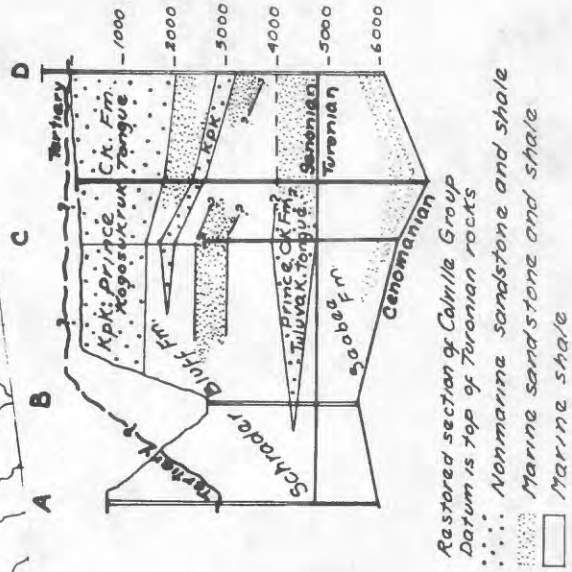 A
B
C
D
Tertiary
?
Tertiary?
1000
2000
3000
4000
5000
6000
Kpk: Prince Ck. Fm.
Kogosukruk Tongue
Kpk
Schrader Bluff Fm.
?
?
?
Prince Ck Fm?
Tuluvak tongue?
Senonian
Turonian
Seabee Fm
Cenomanian
Restored section of Colville Group
Datum is top of Turonian rocks
Nonmarine sandstone and shale
Marine sandstone and shale
Marine shale